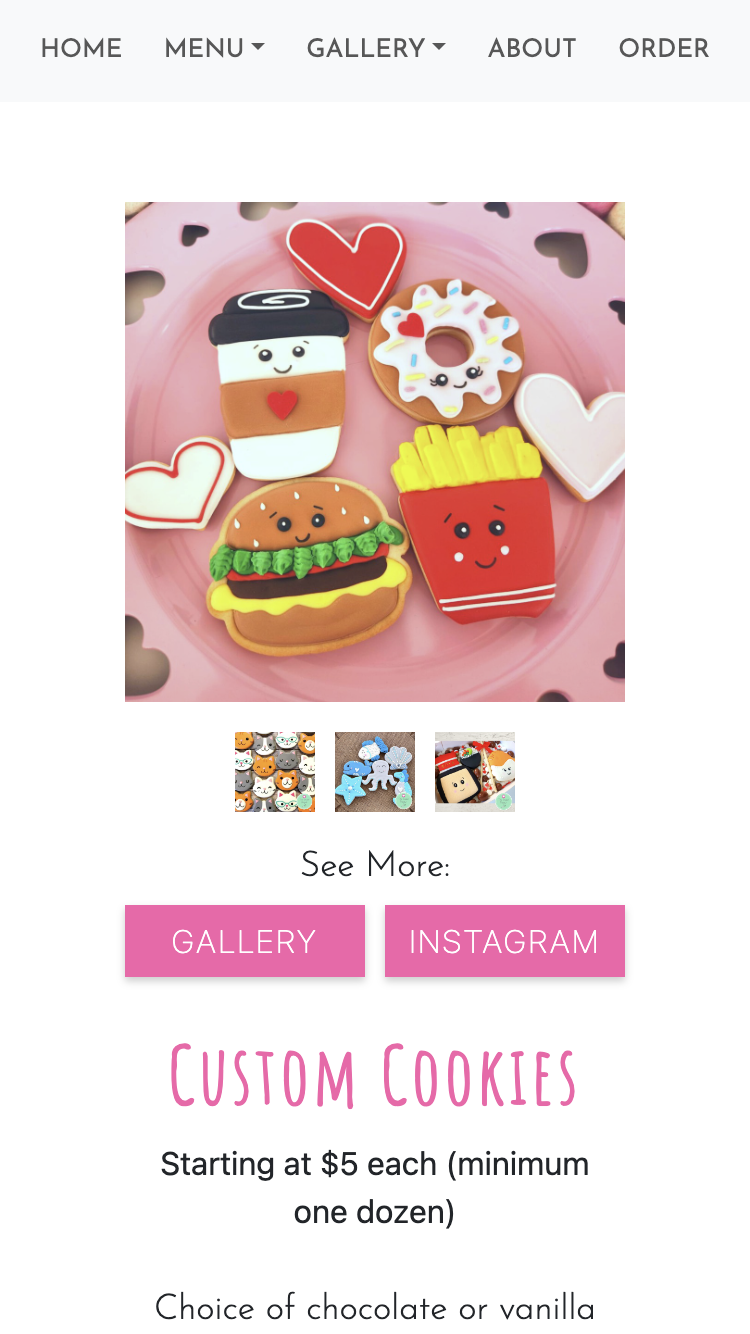 HOME MENU GALLERY ABOUT ORDER
See More:
GALLERY INSTAGRAM
Custom Cookies
Starting at $5 each (minimum
one dozen)
Choice of chocolate or vanilla